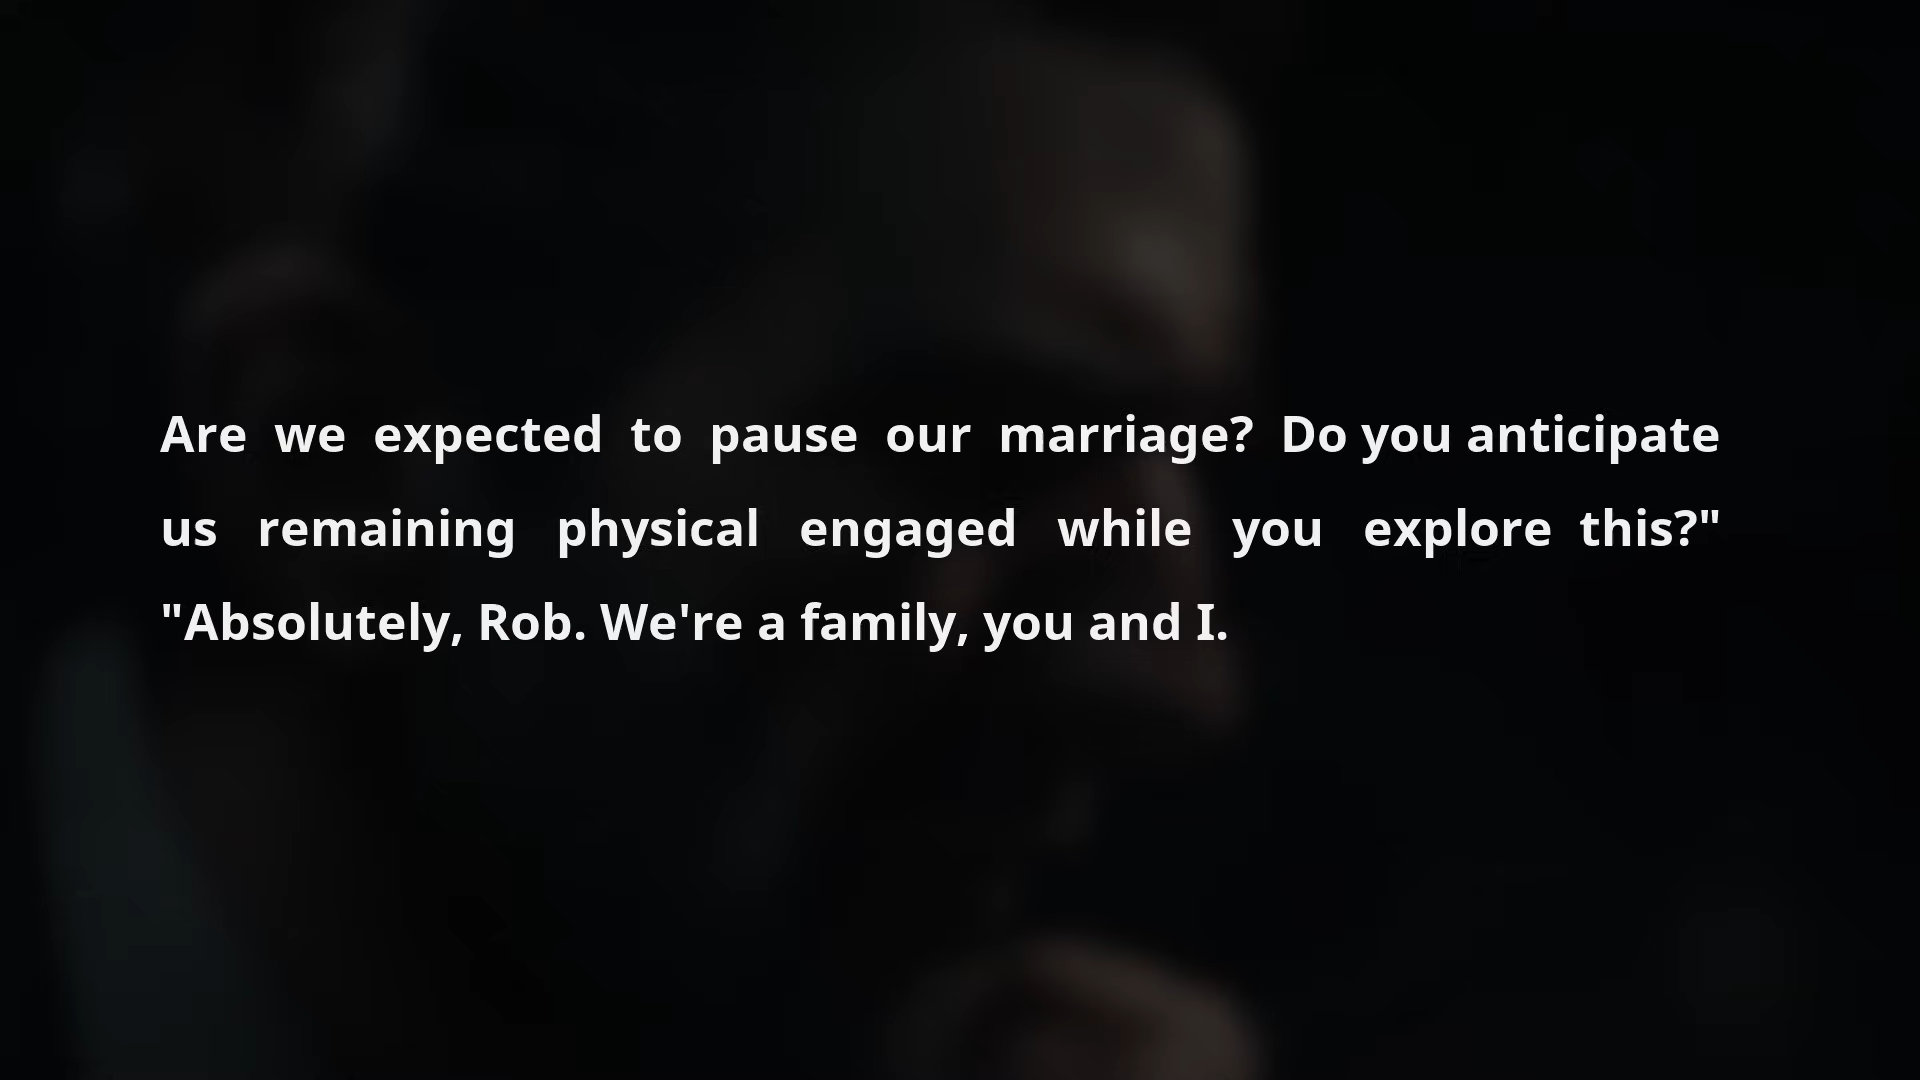 Are we expected to pause our marriage? Do you anticipate
us remaining physical engaged while you explore this?"
"Absolutely, Rob. We're a family, you and I.